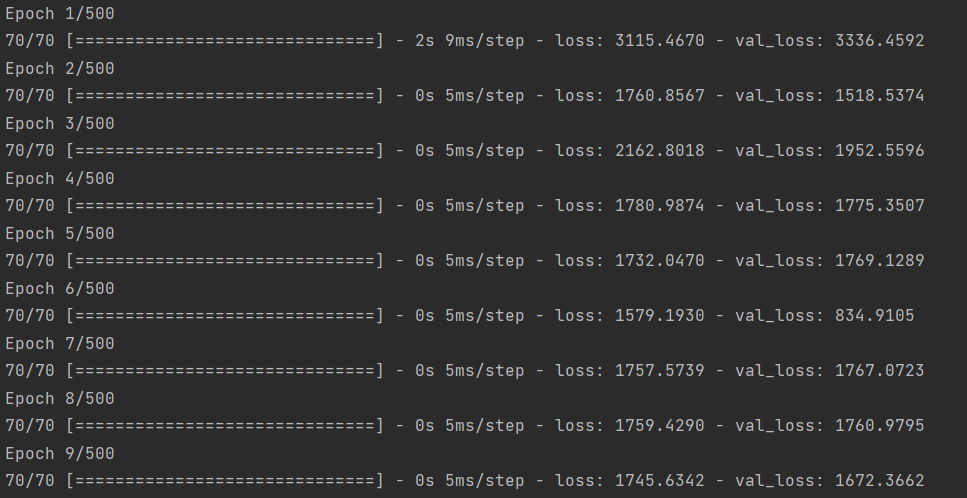 Epoch 1/500
70/70 [==============================] - 2s 9ms/step - loss: 3115.4670 - val_loss: 3336.4592
Epoch 2/500
70/70 [==============================] - 0s 5ms/step - loss: 1760.8567 - val_loss: 1518.5374
Epoch 3/500
70/70 [==============================] - 0s 5ms/step - loss: 2162.8018 - val_loss: 1952.5596
Epoch 4/500
70/70 [==============================] - 0s 5ms/step - loss: 1780.9874 - val_loss: 1775.3507
Epoch 5/500
70/70 [==============================] - 0s 5ms/step - loss: 1732.0470 - val_loss: 1769.1289
Epoch 6/500
70/70 [==============================] - 0s 5ms/step - loss: 1579.1930 - val_loss: 834.9105
Epoch 7/500
70/70 [==============================] - 0s 5ms/step - loss: 1757.5739 - val_loss: 1767.0723
Epoch 8/500
70/70 [==============================] - 0s 5ms/step - loss: 1759.4290 - val_loss: 1760.9795
Epoch 9/500
70/70 [==============================] - 0s 5ms/step - loss: 1745.6342 - val_loss: 1672.3662